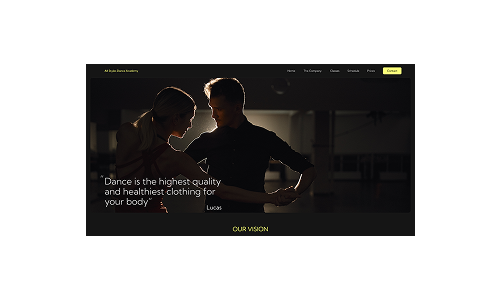 All Styles Dance Academy
Home The Company Classes Schedule Prices Contact
"Dance is the highest quality
and healthiest clothing for
your body"
Lucas
OUR VISION